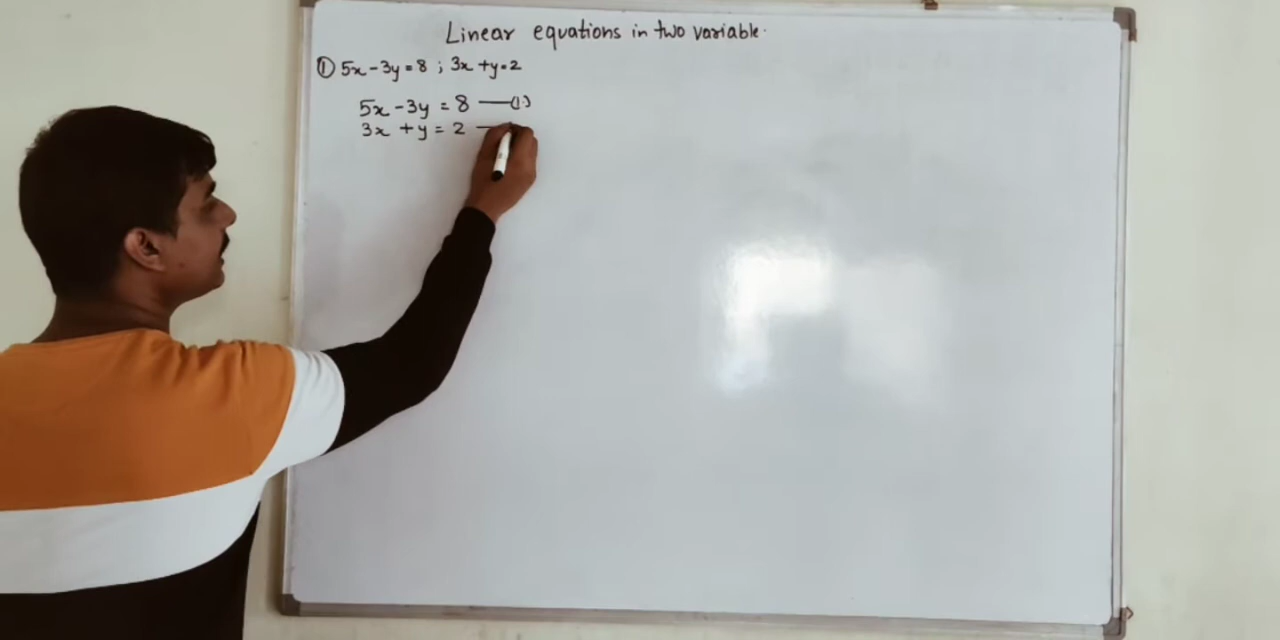 Linear equations in two variable.
① 5x - 3y = 8 ; 3x + y = 2
5x - 3y = 8 —(1.)
3x + y = 2 —